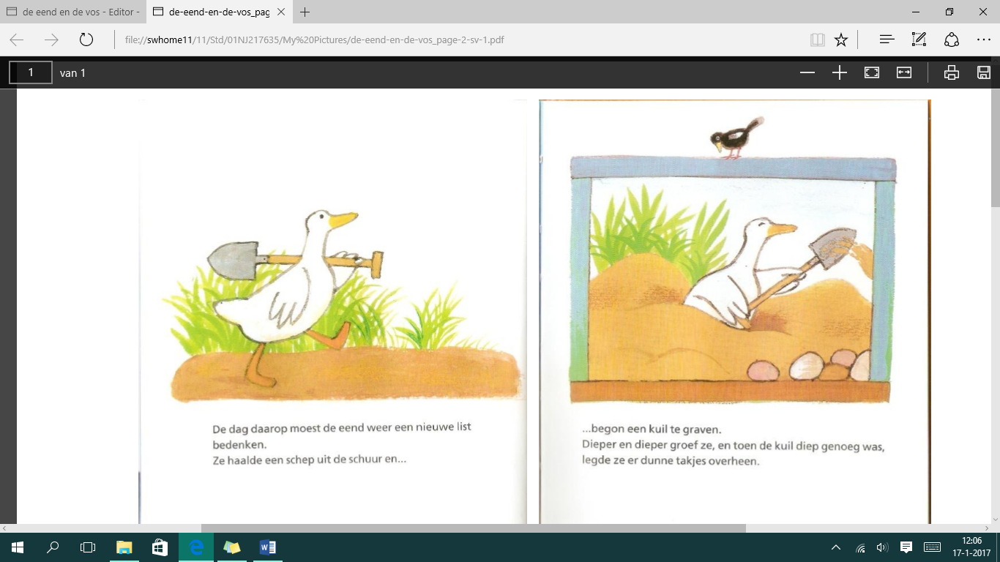 de eend en de vos - Editor -
de-eend-en-de-vos_pag
file://swhome11/11/Std/01NJ217635/My%20Pictures/de-eend-en-de-vos_page-2-sv-1.pdf
1 van 1
De dag daarop moest de eend weer een nieuwe list
bedenken.
Ze haalde een schep uit de schuur en...
...begon een kuil te graven.
Dieper en dieper groef ze, en toen de kuil diep genoeg was,
legde ze er dunne takjes overheen.
12:06
17-1-2017